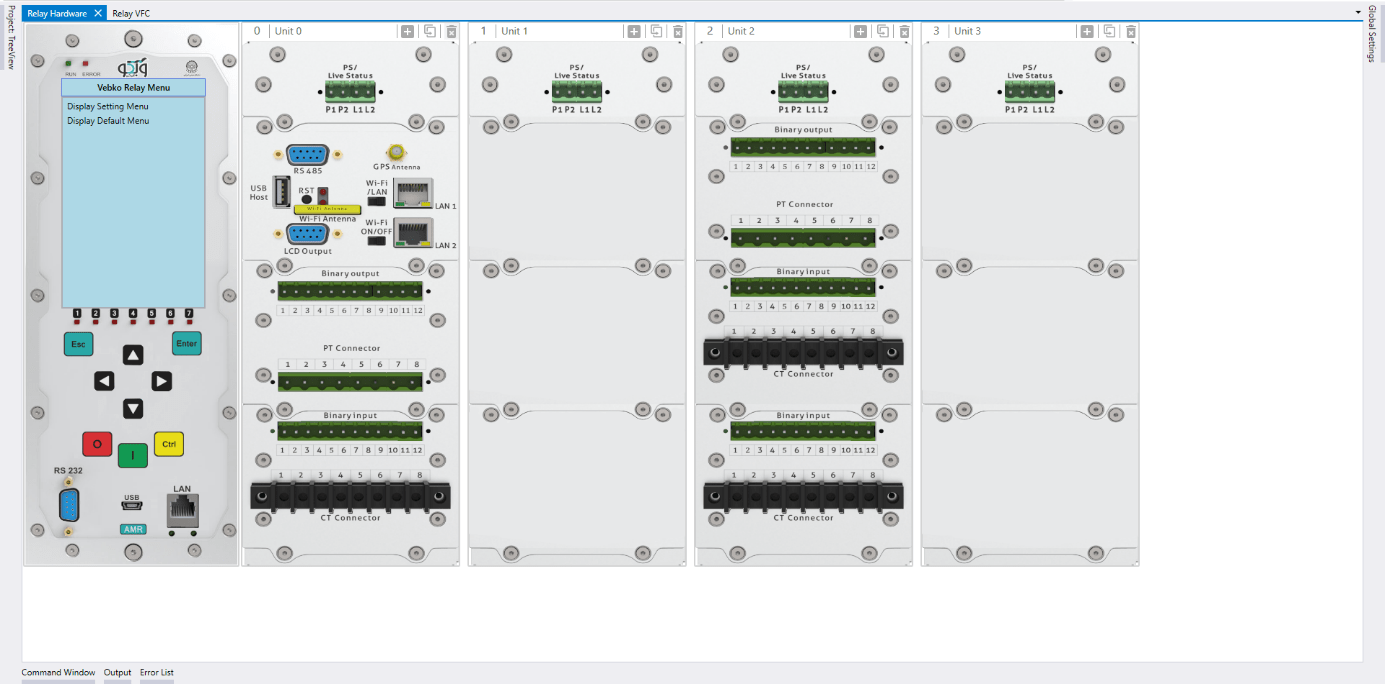 Relay Hardware
Relay VFC
Project: TreeView
Global Settings
RUN ERROR
Vebko Relay Menu
Display Setting Menu
Display Default Menu
1 2 3 4 5 6 7
Esc
Enter
O
I
Ctrl
RS 232
USB
LAN
AMR
0 Unit 0
PS/
Live Status
P1 P2 L1 L2
RS 485
GPS Antenna
USB
Host
RST
Wi-Fi
/LAN
LAN 1
Wi-Fi Antenna
Wi-Fi Antenna
Wi-Fi
ON/OFF
LAN 2
LCD Output
Binary output
1 2 3 4 5 6 7 8 9 10 11 12
PT Connector
1 2 3 4 5 6 7 8
Binary input
1 2 3 4 5 6 7 8 9 10 11 12
1 2 3 4 5 6 7 8
CT Connector
1 Unit 1
PS/
Live Status
P1 P2 L1 L2
2 Unit 2
PS/
Live Status
P1 P2 L1 L2
Binary output
1 2 3 4 5 6 7 8 9 10 11 12
PT Connector
1 2 3 4 5 6 7 8
Binary input
1 2 3 4 5 6 7 8 9 10 11 12
1 2 3 4 5 6 7 8
CT Connector
Binary input
1 2 3 4 5 6 7 8 9 10 11 12
1 2 3 4 5 6 7 8
CT Connector
3 Unit 3
PS/
Live Status
P1 P2 L1 L2
Command Window
Output
Error List